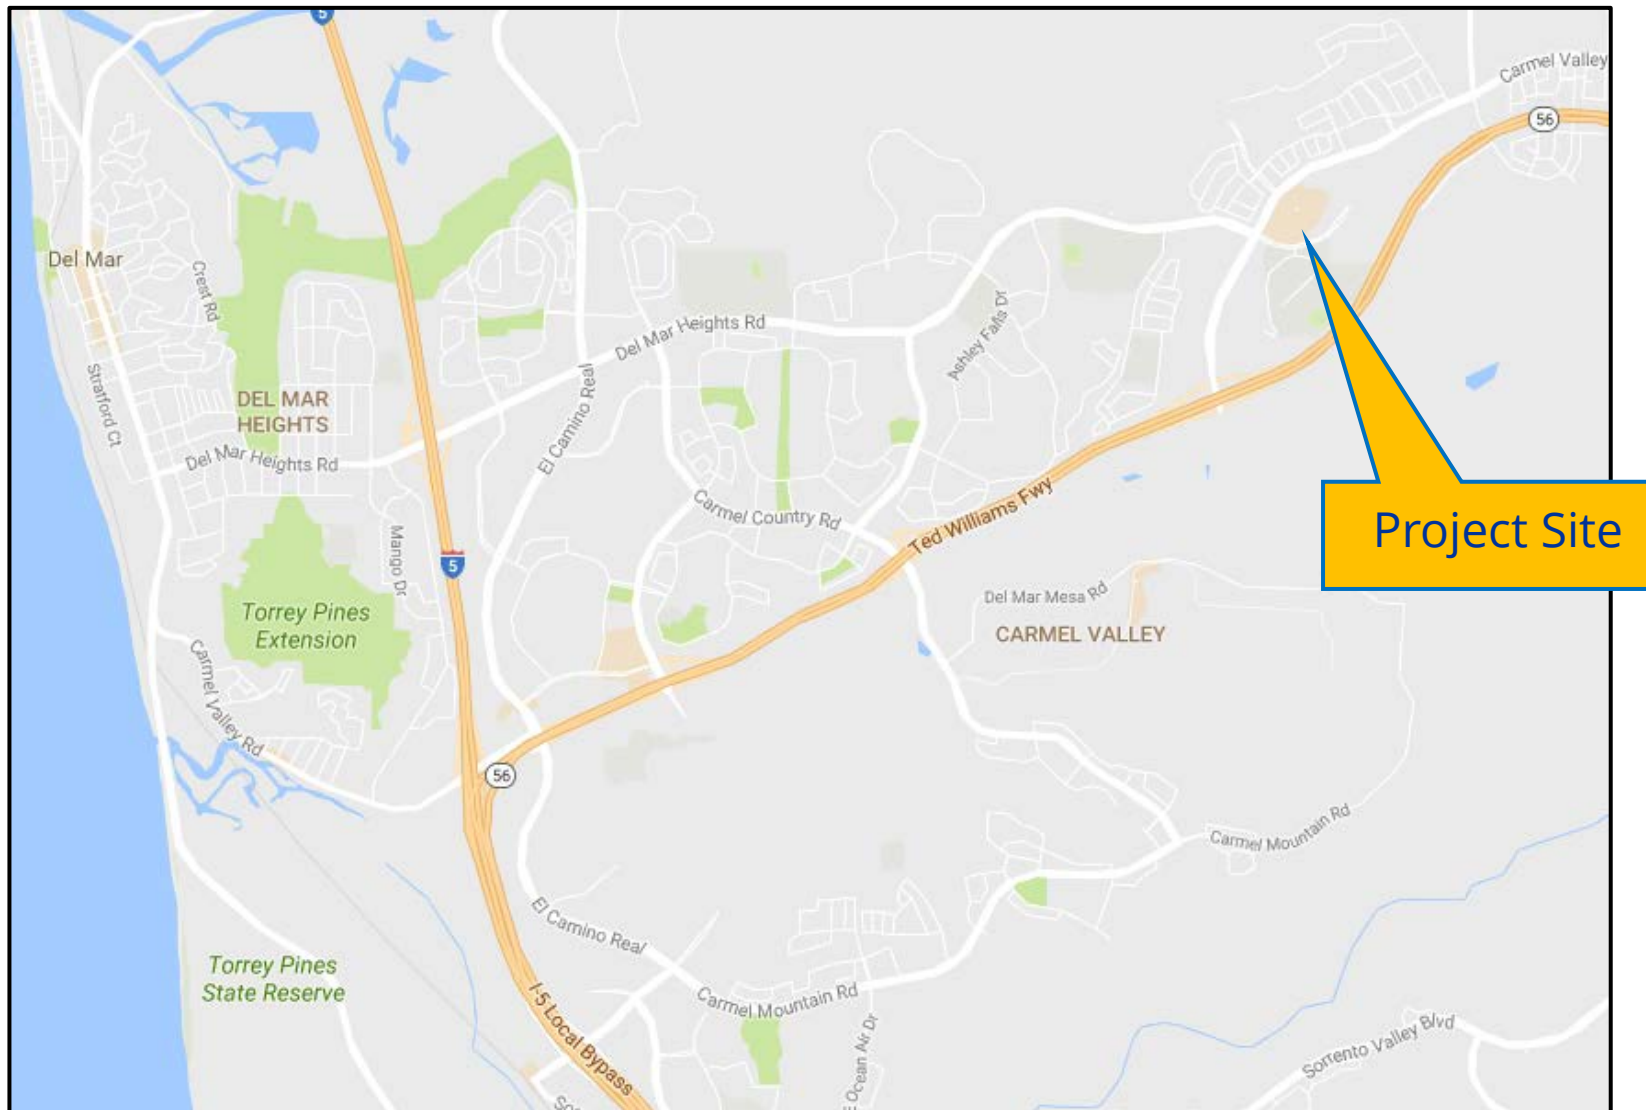 5
Carmel Valley
56
Del Mar
Crest Rd
Ashley Falls Dr
Del Mar Heights Rd
Stratford Ct
DEL MAR
HEIGHTS
El Camino Real
Del Mar Heights Rd
Carmel Country Rd
Ted Williams Fwy
Project Site
Mango Dr
5
Torrey Pines
Extension
Del Mar Mesa Rd
CARMEL VALLEY
Carmel Valley Rd
56
Carmel Mountain Rd
El Camino Real
Torrey Pines
State Reserve
Carmel Mountain Rd
I-5 Local Bypass
E Ocean Air Dr
Sorrento Valley Blvd